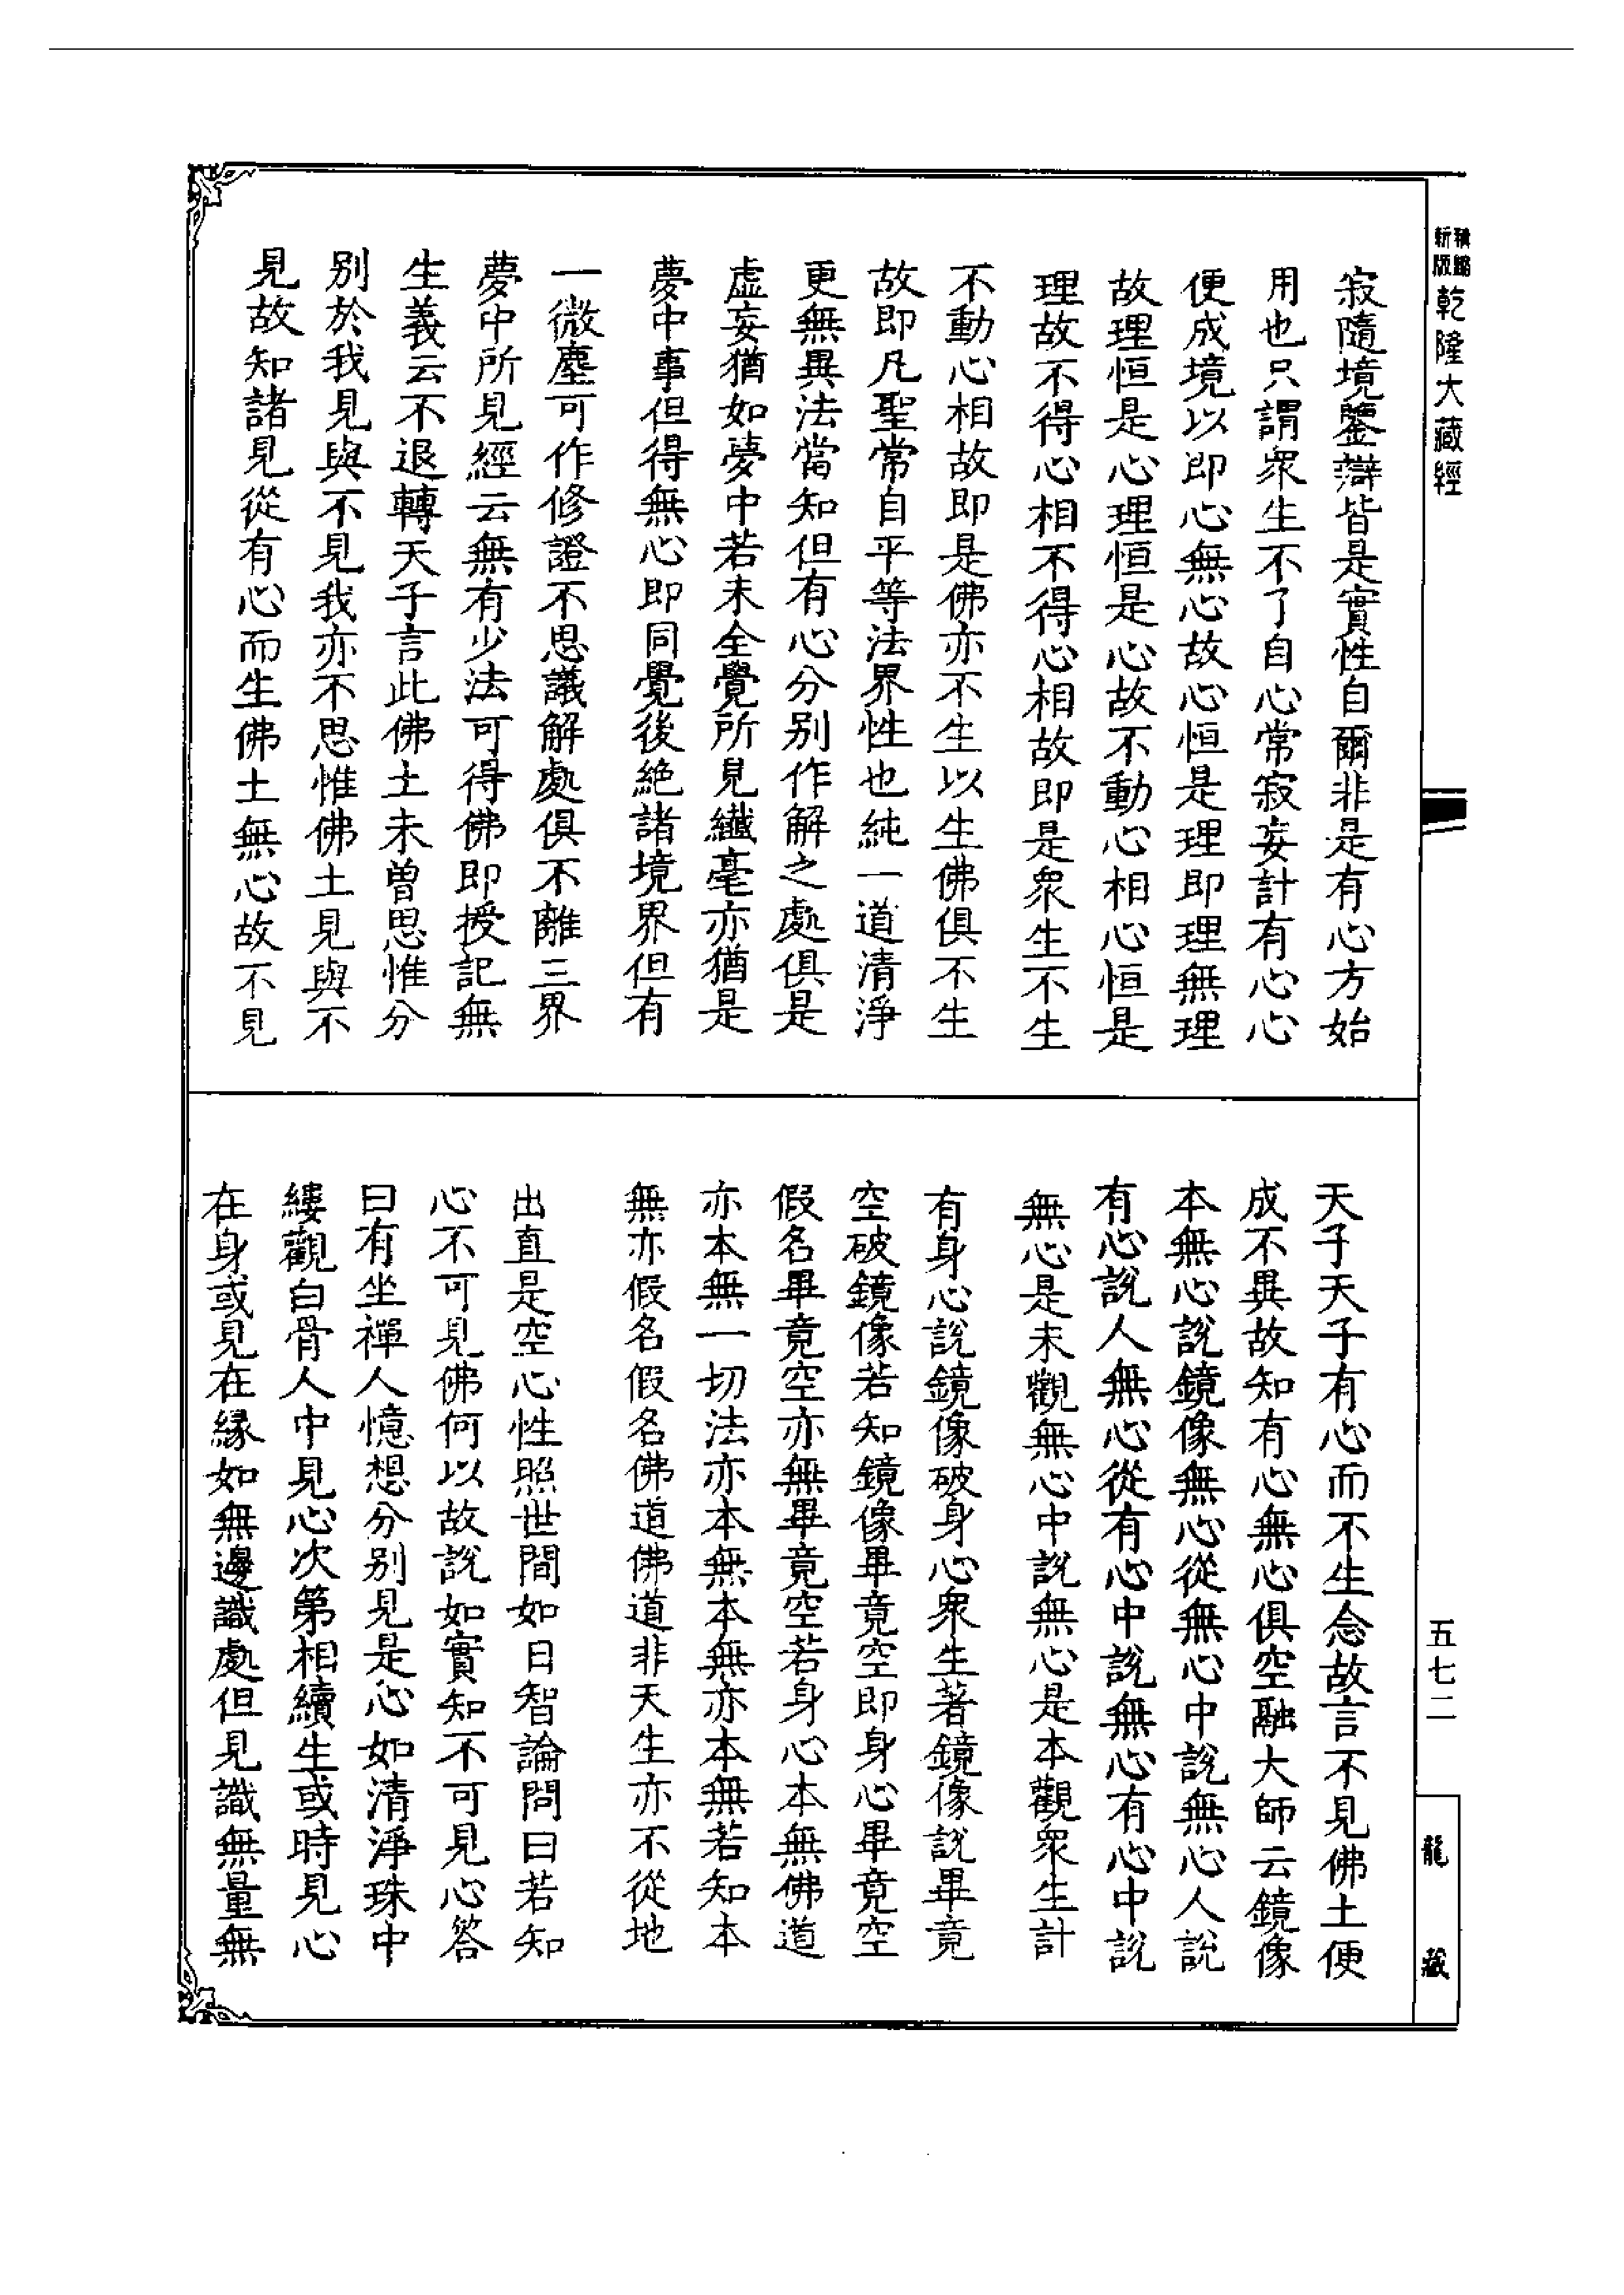 精縮新版乾隆大藏經
寂隨境鑒辯皆是實性自爾非是有心方始
用也只謂眾生不了自心常寂妄計有心心
便成境以即心無心故心恒是理即理無理
故理恒是心理恒是心故不動心相心恒是
理故不得心相不得心相故即是眾生不生
不動心相故即是佛亦不生以生佛俱不生
故即凡聖常自平等法界性也純一道清淨
更無異法當知但有心分別作解之處俱是
虛妄猶如夢中若未全覺所見纖毫亦猶是
夢中事但得無心即同覺後絕諸境界但有
一微塵可作修證不思議解處俱不離三界
夢中所見經云無有少法可得佛即授記無
生義云不退轉天子言此佛土未曾思惟分
別於我見與不見我亦不思惟佛土見與不
見故知諸見從有心而生佛土無心故不見
天子天子有心而不生念故言不見佛土便
成不異故知有心無心俱空融大師云鏡像
本無心說鏡像無心從無心中說無心人說
有心說人無心從有心中說無心有心中說
無心是末觀無心中說無心是本觀眾生計
有身心說鏡像破身心眾生著鏡像說畢竟
空破鏡像若知鏡像畢竟空即身心畢竟空
假名畢竟空亦無畢竟空若身心本無佛道
亦本無一切法亦本無本無亦本無若知本
無亦假名假名佛道佛道非天生亦不從地
出直是空心性照世間如日智論問曰若知
心不可見佛何以故說如實知不可見心答
曰有坐禪人憶想分別見是心如清淨珠中
縷觀白骨人中見心次第相續生或時見心
在身或見在緣如無邊識處但見識無量無
五七二
龍藏